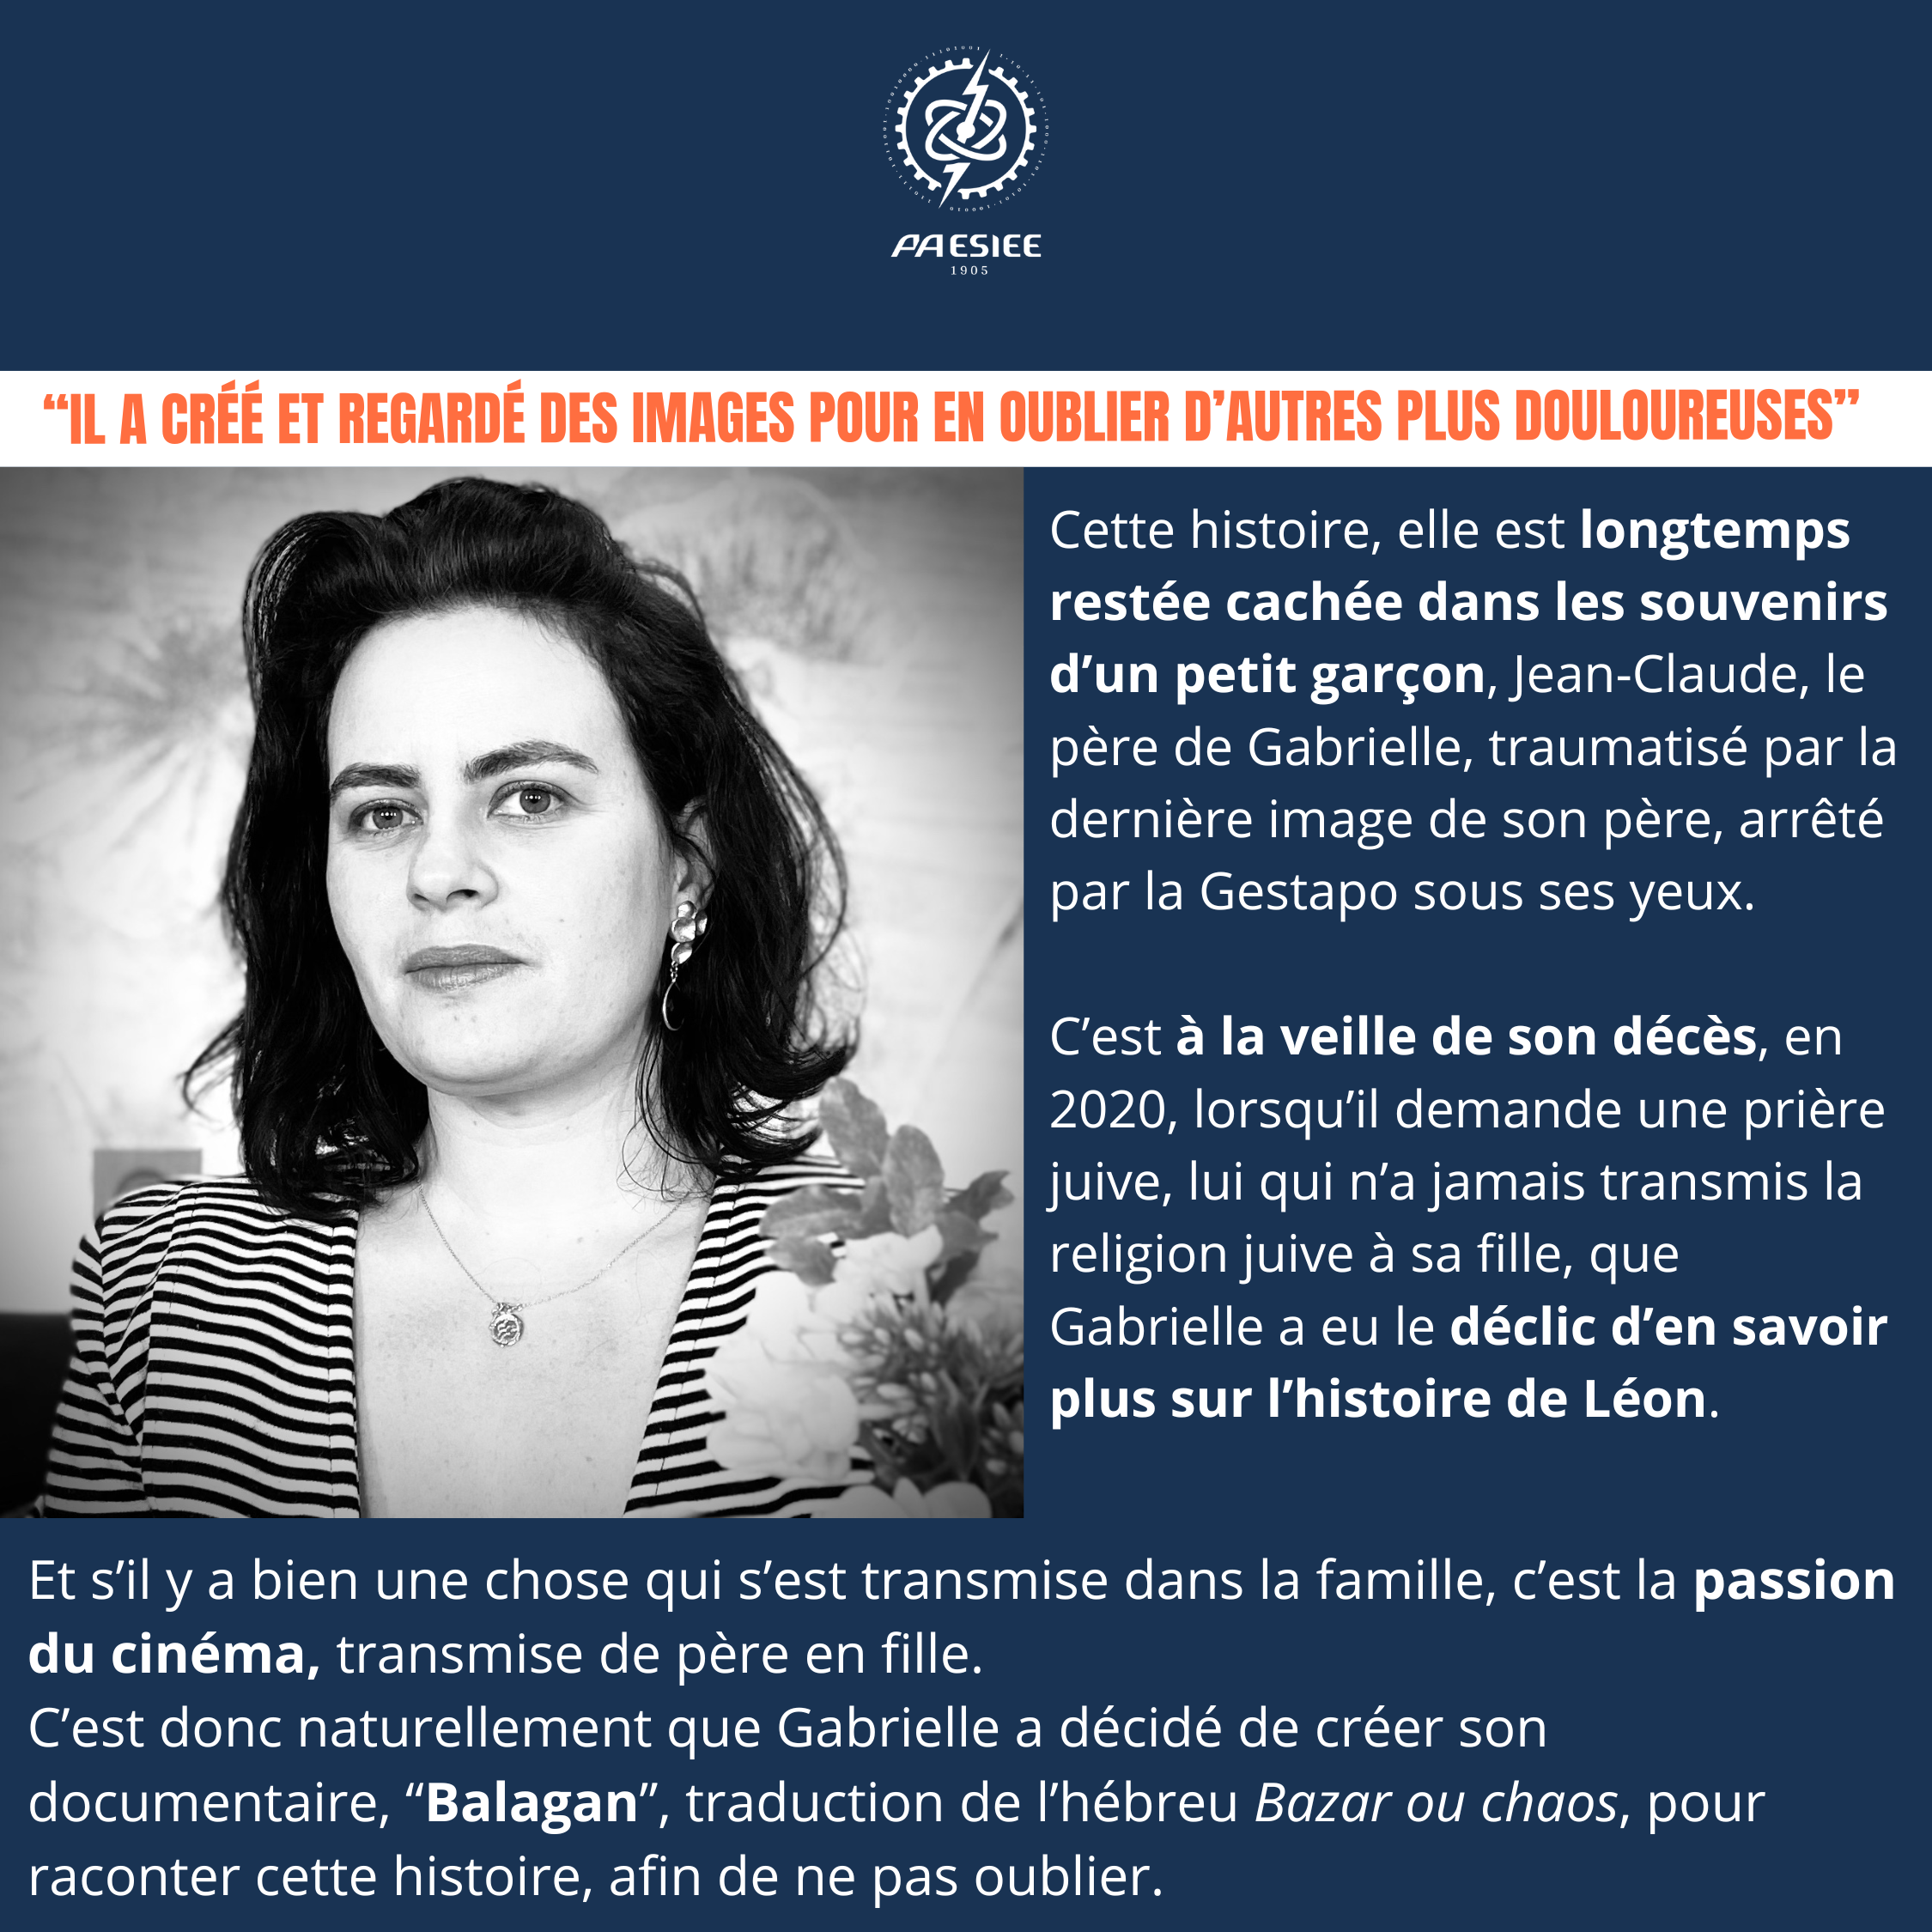 PA ESIEE
1905
“IL A CRÉÉ ET REGARDÉ DES IMAGES POUR EN OUBLIER D’AUTRES PLUS DOULOUREUSES”
Cette histoire, elle est longtemps
restée cachée dans les souvenirs
d’un petit garçon, Jean-Claude, le
père de Gabrielle, traumatisé par la
dernière image de son père, arrêté
par la Gestapo sous ses yeux.
C’est à la veille de son décès, en
2020, lorsqu’il demande une prière
juive, lui qui n’a jamais transmis la
religion juive à sa fille, que
Gabrielle a eu le déclic d’en savoir
plus sur l’histoire de Léon.
Et s’il y a bien une chose qui s’est transmise dans la famille, c’est la passion
du cinéma, transmise de père en fille.
C’est donc naturellement que Gabrielle a décidé de créer son
documentaire, “Balagan”, traduction de l’hébreu Bazar ou chaos, pour
raconter cette histoire, afin de ne pas oublier.